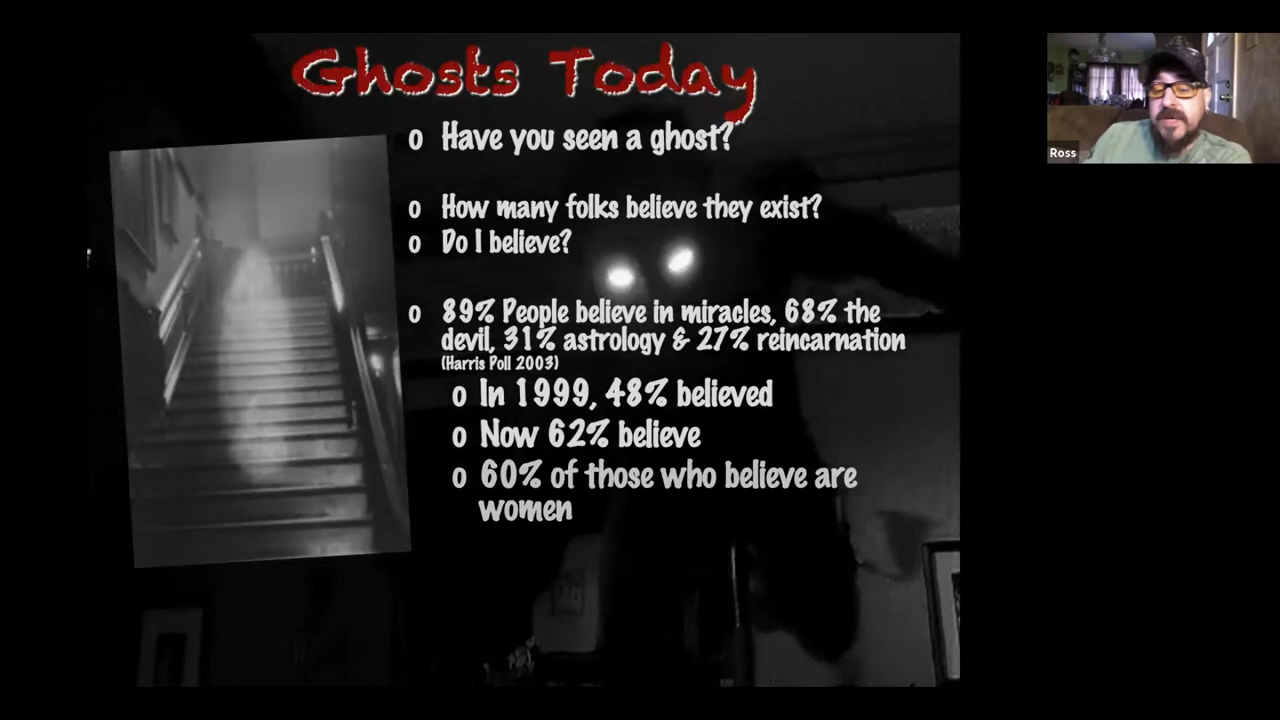 Ghosts Today
o Have you seen a ghost?
o How many folks believe they exist?
o Do I believe?
o 89% People believe in miracles, 68% the
devil, 31% astrology & 27% reincarnation
(Harris Poll 2003)
o In 1999, 48% believed
o Now 62% believe
o 60% of those who believe are
women
Ross